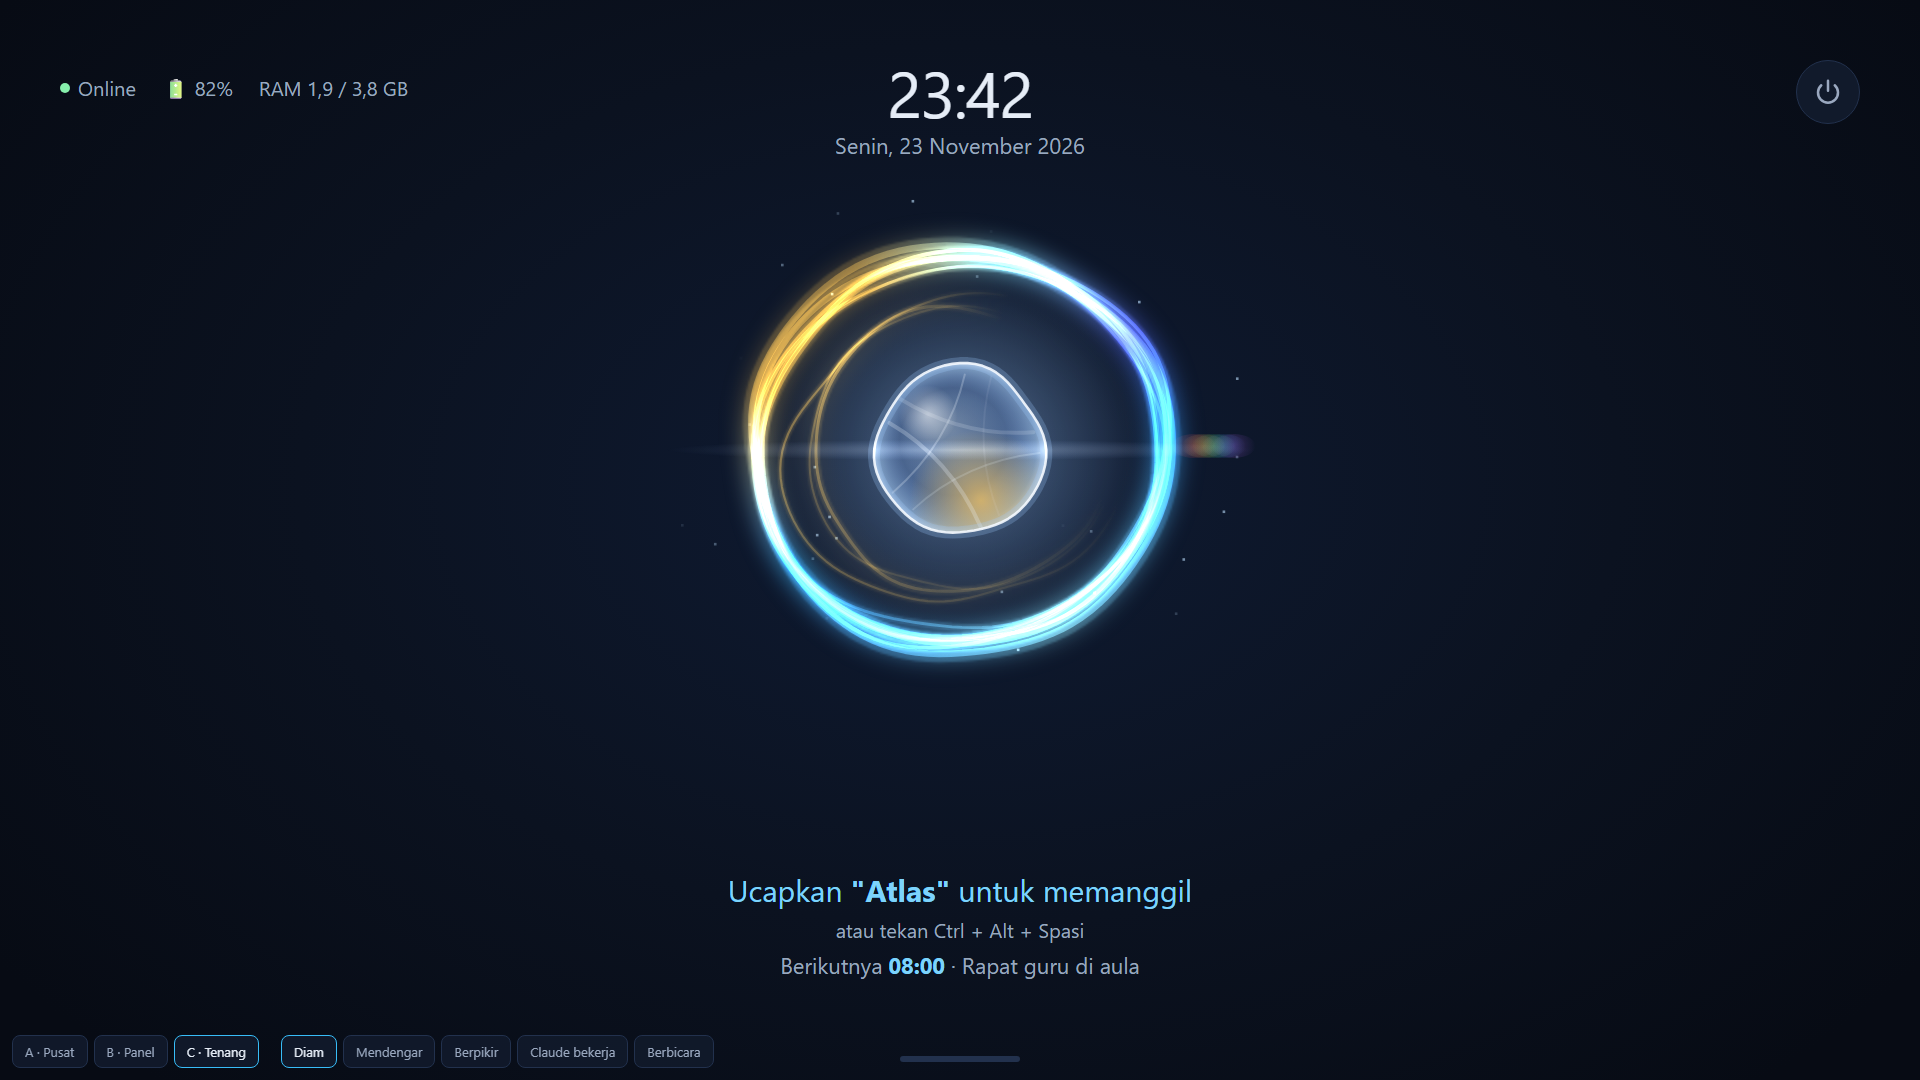 Online 82% RAM 1,9 / 3,8 GB
23:42
Senin, 23 November 2026
Ucapkan "Atlas" untuk memanggil
atau tekan Ctrl + Alt + Spasi
Berikutnya 08:00 · Rapat guru di aula
A · Pusat B · Panel C · Tenang Diam Mendengar Berpikir Claude bekerja Berbicara